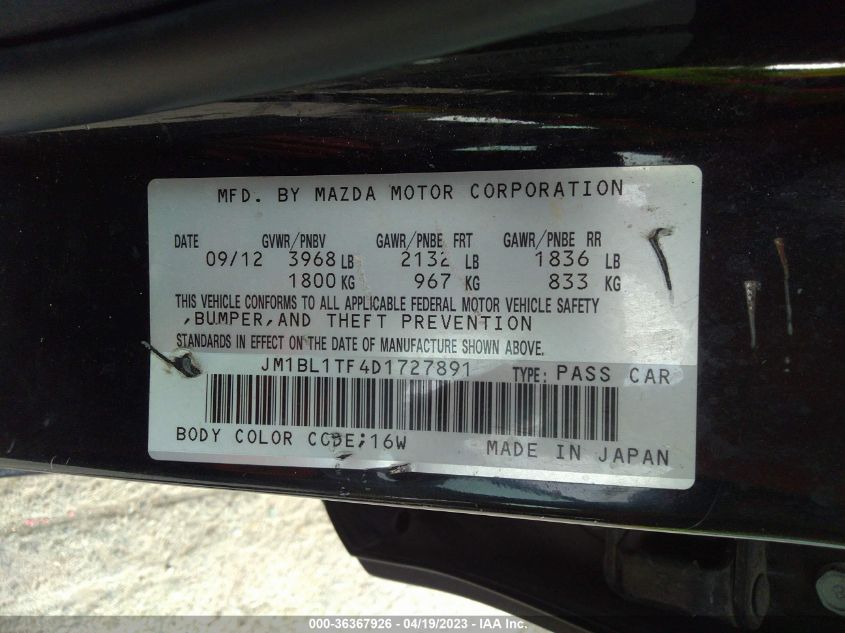 MFD. BY MAZDA MOTOR CORPORATION
DATE GVWR/PNBV GAWR/PNBE FRT GAWR/PNBE RR
09/12 3968 LB 2132 LB 1836 LB
1800 KG 967 KG 833 KG
THIS VEHICLE CONFORMS TO ALL APPLICABLE FEDERAL MOTOR VEHICLE SAFETY
,BUMPER,AND THEFT PREVENTION
STANDARDS IN EFFECT ON THE DATE OF MANUFACTURE SHOWN ABOVE.
JM1BL1TF4D1727891 TYPE: PASS CAR
BODY COLOR CODE;16W MADE IN JAPAN
000-36367926 - 04/19/2023 - IAA Inc.